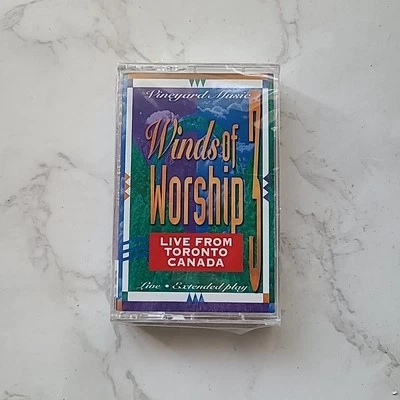 Vineyard Music
Winds of
Worship
3
LIVE FROM
TORONTO
CANADA
Live • Extended play